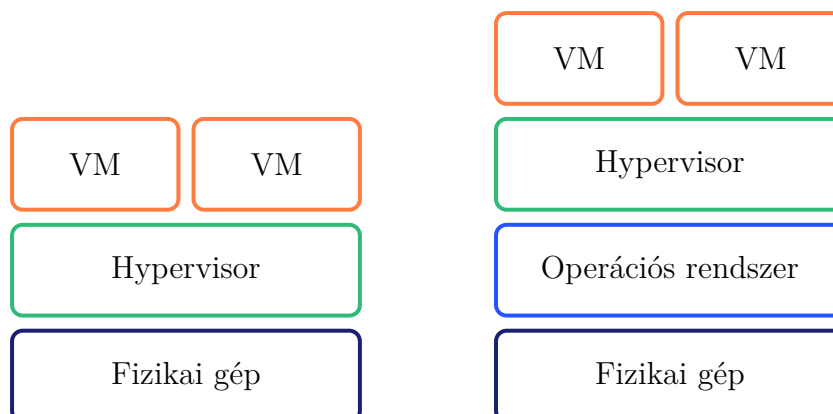 VM VM
Hypervisor
Fizikai gép
VM VM
Hypervisor
Operációs rendszer
Fizikai gép